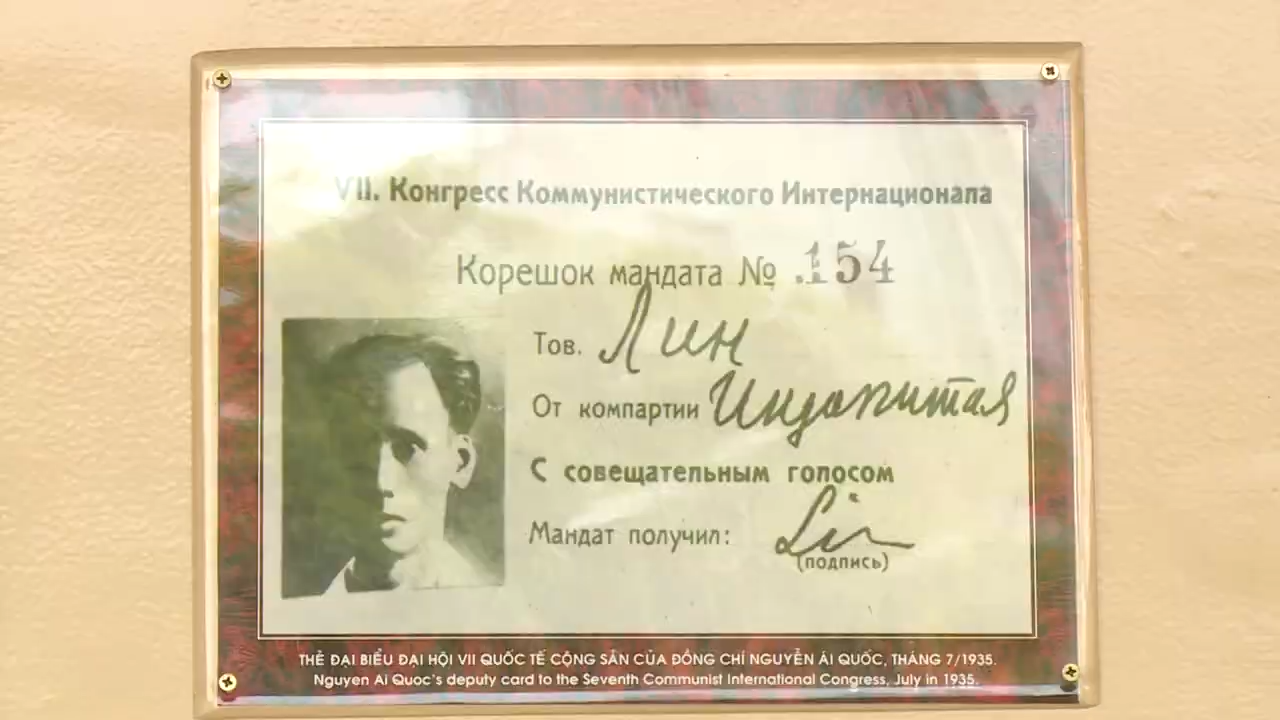 VII. Конгресс Коммунистического Интернационала
Корешок мандата № 154
Тов. Лин
От компартии Индокитая
С совещательным голосом
Мандат получил: Lin
(подпись)
THẺ ĐẠI BIỂU ĐẠI HỘI VII QUỐC TẾ CỘNG SẢN CỦA ĐỒNG CHÍ NGUYỄN ÁI QUỐC, THÁNG 7/1935.
Nguyen Ai Quoc's deputy card to the Seventh Communist International Congress, July in 1935.